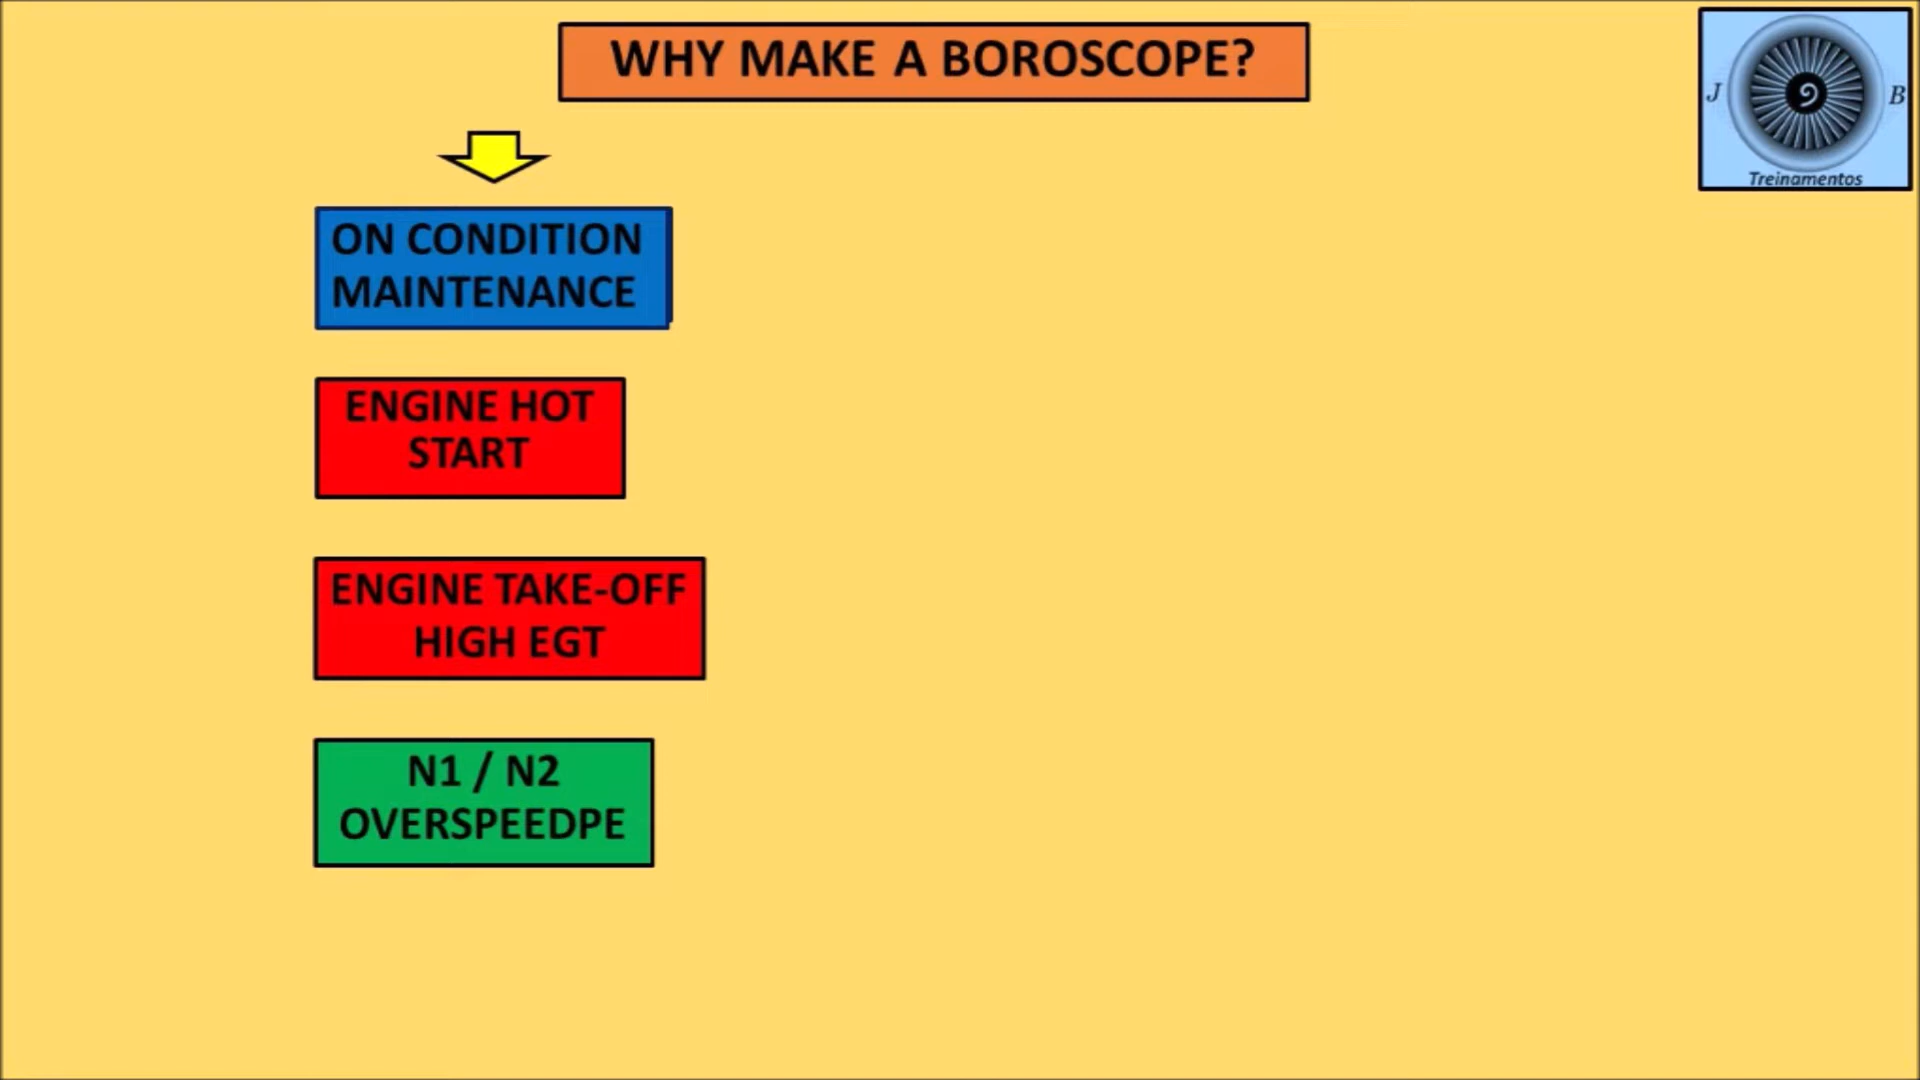 WHY MAKE A BOROSCOPE?
J B
Treinamentos
ON CONDITION
MAINTENANCE
ENGINE HOT
START
ENGINE TAKE-OFF
HIGH EGT
N1 / N2
OVERSPEEDPE